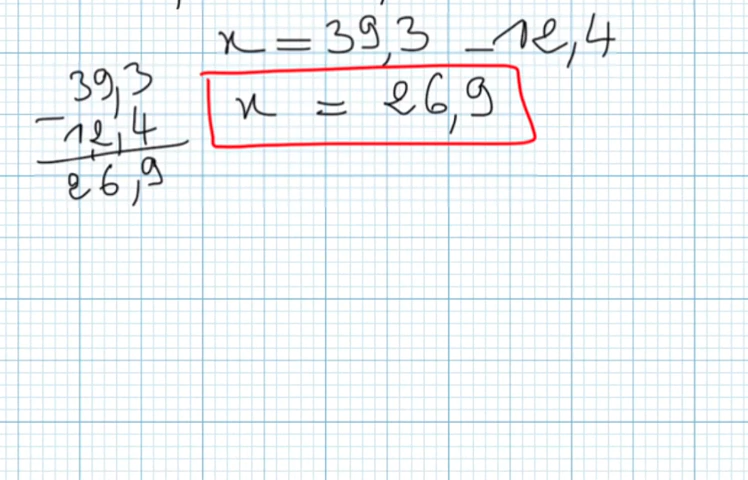 x = 39,3 - 12,4
x = 26,9
39,3
- 12,4
26,9